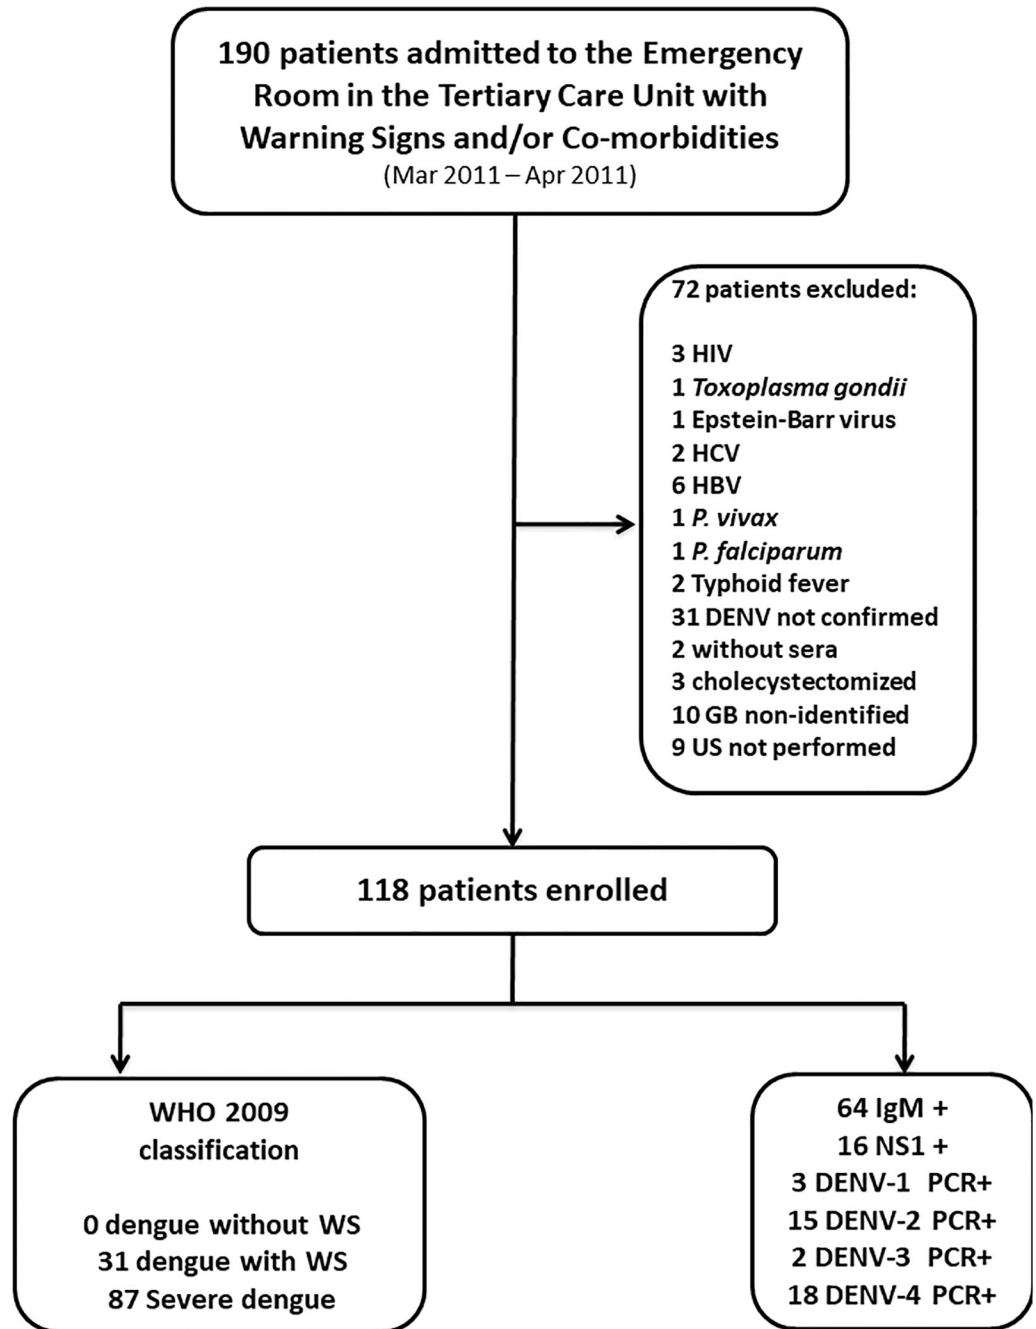 190 patients admitted to the Emergency
Room in the Tertiary Care Unit with
Warning Signs and/or Co-morbidities
(Mar 2011 – Apr 2011)
72 patients excluded:
3 HIV
1 Toxoplasma gondii
1 Epstein-Barr virus
2 HCV
6 HBV
1 P. vivax
1 P. falciparum
2 Typhoid fever
31 DENV not confirmed
2 without sera
3 cholecystectomized
10 GB non-identified
9 US not performed
118 patients enrolled
WHO 2009
classification
0 dengue without WS
31 dengue with WS
87 Severe dengue
64 IgM +
16 NS1 +
3 DENV-1 PCR+
15 DENV-2 PCR+
2 DENV-3 PCR+
18 DENV-4 PCR+